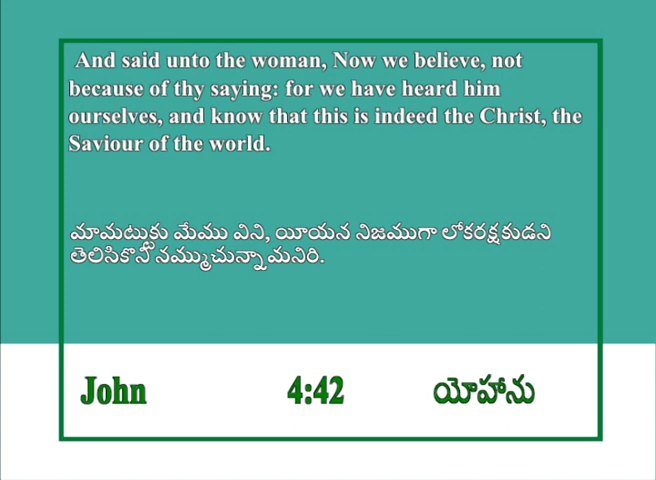 And said unto the woman, Now we believe, not
because of thy saying: for we have heard him
ourselves, and know that this is indeed the Christ, the
Saviour of the world.
మామటుక్టుకు మేము విని, యీయన నిజముగా లోకరక్షకుడని
తెలిసికొని నమ్ముచున్నామనిరి.
John 4:42 యోహాను